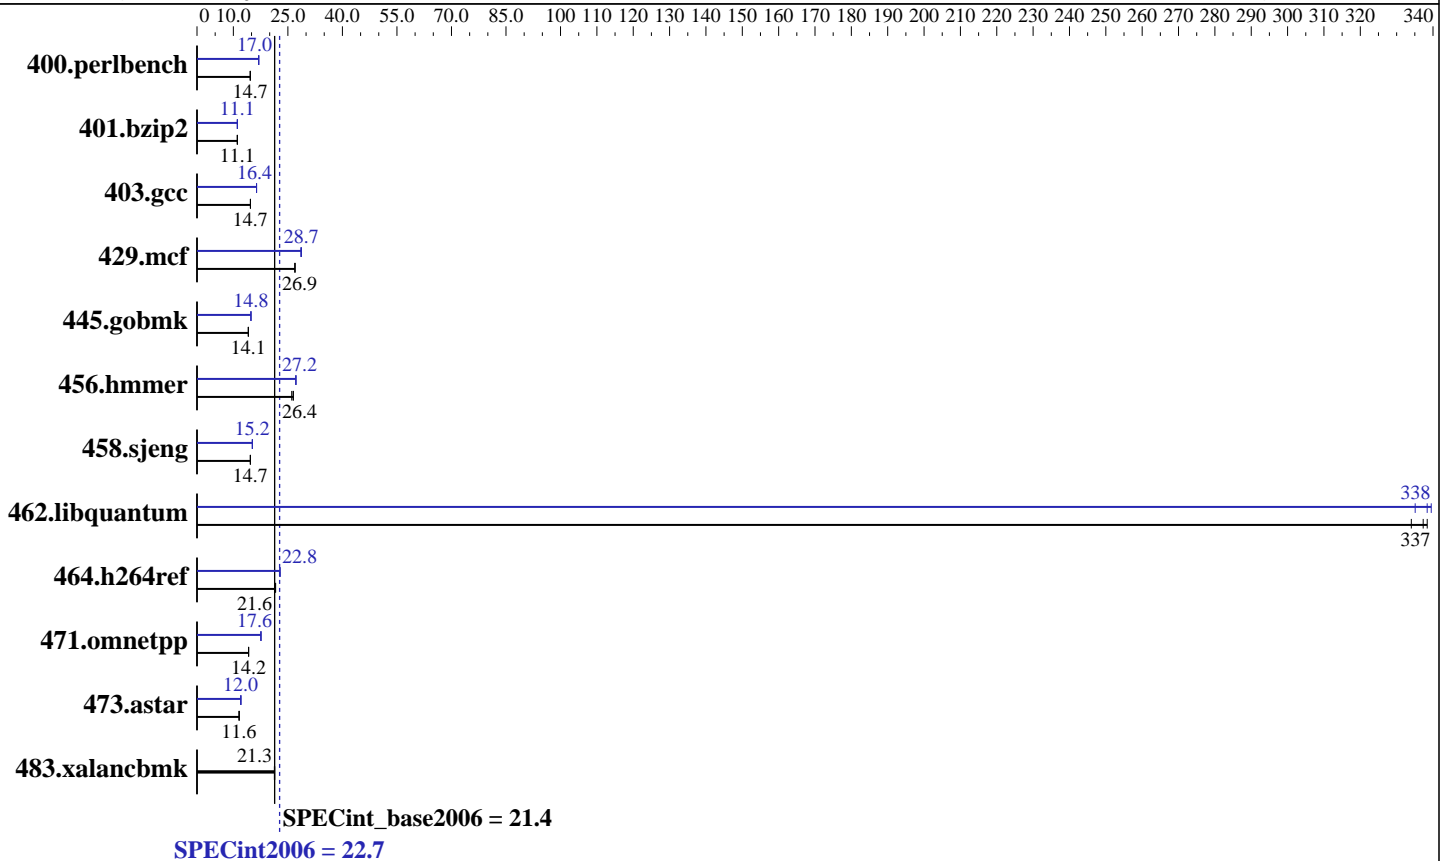 0 10.0 25.0 40.0 55.0 70.0 85.0 100 110 120 130 140 150 160 170 180 190 200 210 220 230 240 250 260 270 280 290 300 310 320 340
17.0
400.perlbench
14.7
11.1
401.bzip2
11.1
16.4
403.gcc
14.7
28.7
429.mcf
26.9
14.8
445.gobmk
14.1
27.2
456.hmmer
26.4
15.2
458.sjeng
14.7
338
462.libquantum
337
22.8
464.h264ref
21.6
17.6
471.omnetpp
14.2
12.0
473.astar
11.6
21.3
483.xalancbmk
SPECint_base2006 = 21.4
SPECint2006 = 22.7